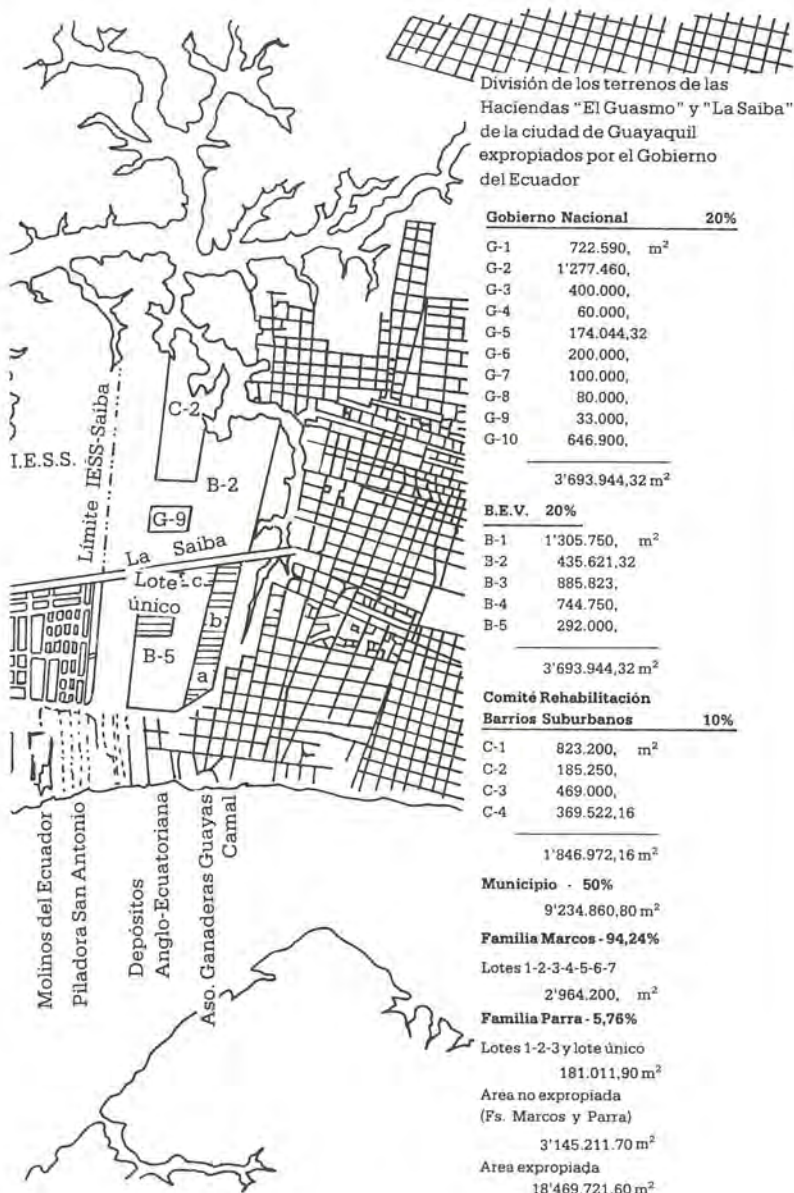 División de los terrenos de las
Haciendas "El Guasmo" y "La Saiba"
de la ciudad de Guayaquil
expropiados por el Gobierno
del Ecuador
Gobierno Nacional 20%
G-1 722.590, m²
G-2 1'277.460,
G-3 400.000,
G-4 60.000,
G-5 174.044,32
G-6 200.000,
G-7 100.000,
G-8 80.000,
G-9 33.000,
G-10 646.900,
3'693.944,32 m²
B.E.V. 20%
B-1 1'305.750, m²
B-2 435.621,32
B-3 885.823,
B-4 744.750,
B-5 292.000,
3'693.944,32 m²
Comité Rehabilitación
Barrios Suburbanos 10%
C-1 823.200, m²
C-2 185.250,
C-3 469.000,
C-4 369.522,16
1'846.972,16 m²
Municipio - 50%
9'234.860,80 m²
Familia Marcos - 94,24%
Lotes 1-2-3-4-5-6-7
2'964.200, m²
Familia Parra - 5,76%
Lotes 1-2-3 y lote único
181.011,90 m²
Area no expropiada
(Fs. Marcos y Parra)
3'145.211.70 m²
Area expropiada
18'469.721,60 m²
C-2
I.E.S.S.
Límite IESS-Saiba
B-2
G-9
La Saiba
Lote
único
c
b
B-5
a
Molinos del Ecuador
Piladora San Antonio
Depósitos
Anglo-Ecuatoriana
Aso. Ganaderas Guayas
Camal